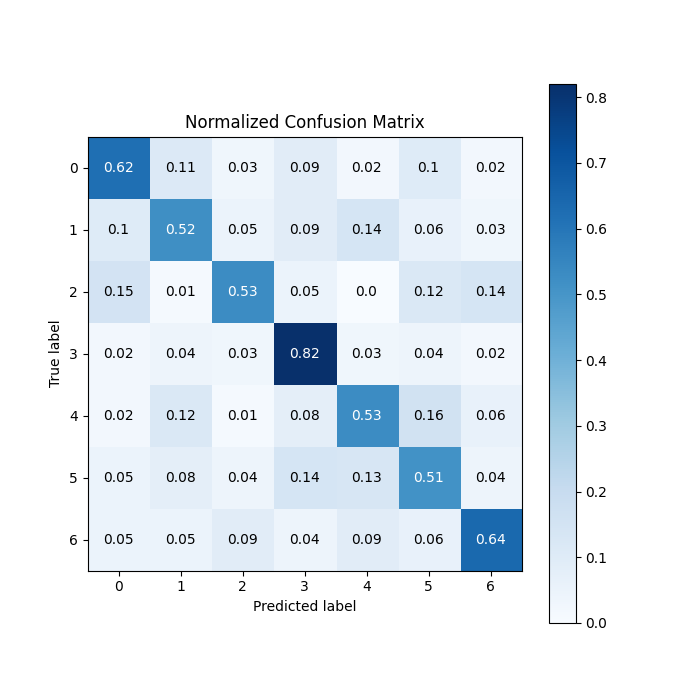 Normalized Confusion Matrix
0 0.62 0.11 0.03 0.09 0.02 0.1 0.02
1 0.1 0.52 0.05 0.09 0.14 0.06 0.03
2 0.15 0.01 0.53 0.05 0.0 0.12 0.14
3 0.02 0.04 0.03 0.82 0.03 0.04 0.02
4 0.02 0.12 0.01 0.08 0.53 0.16 0.06
5 0.05 0.08 0.04 0.14 0.13 0.51 0.04
6 0.05 0.05 0.09 0.04 0.09 0.06 0.64
0 1 2 3 4 5 6
Predicted label
True label
0.8
0.7
0.6
0.5
0.4
0.3
0.2
0.1
0.0